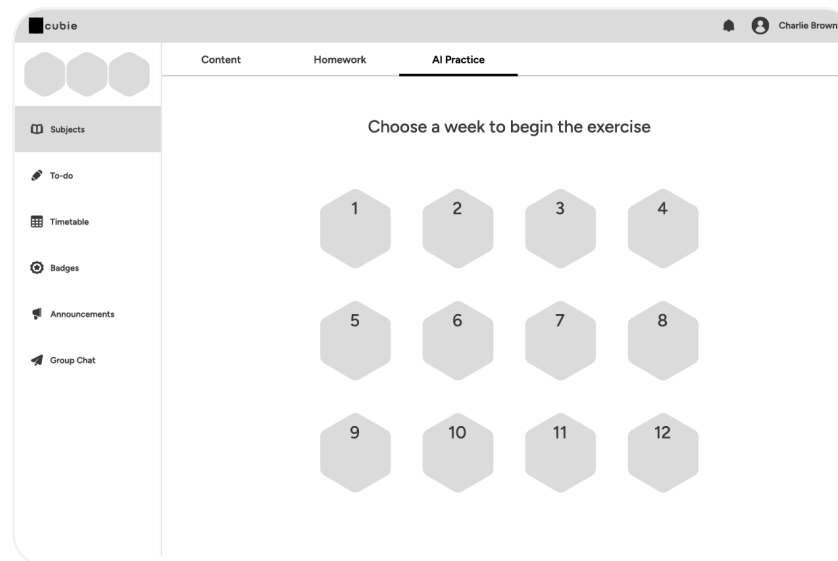 cubie
Charlie Brown
Content Homework AI Practice
Subjects
To-do
Timetable
Badges
Announcements
Group Chat
Choose a week to begin the exercise
1 2 3 4
5 6 7 8
9 10 11 12